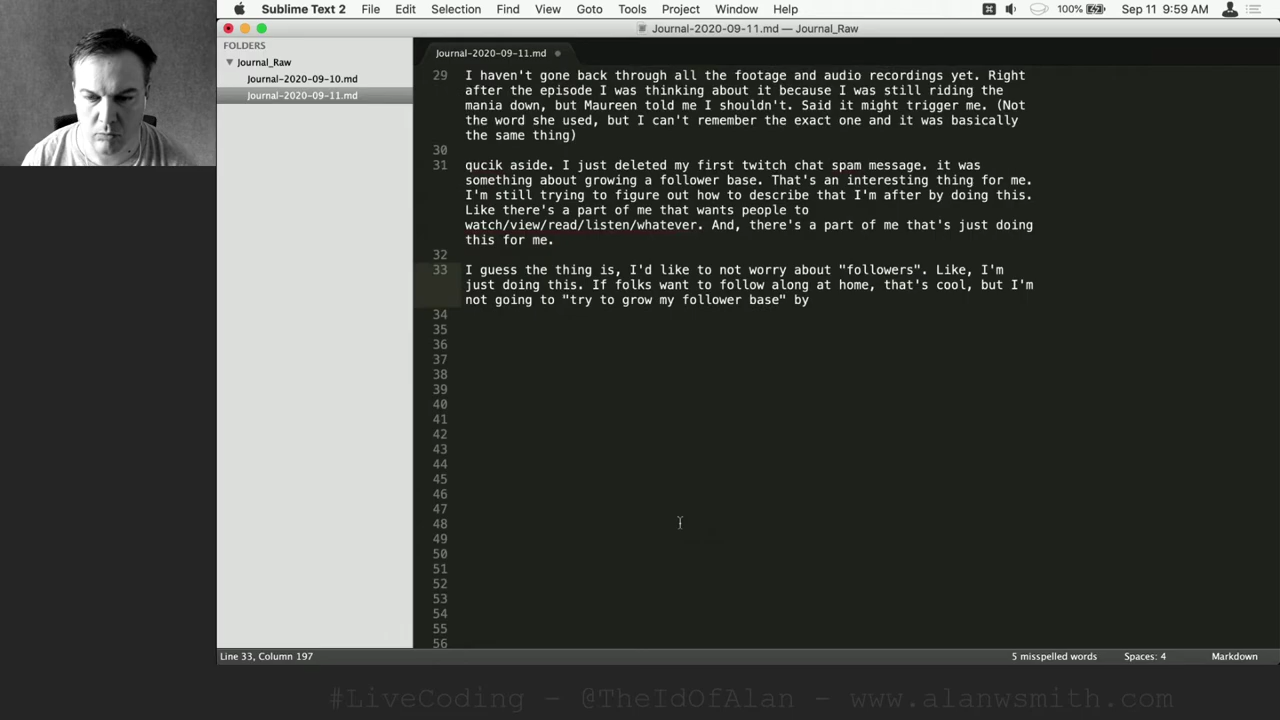 Sublime Text 2 File Edit Selection Find View Goto Tools Project Window Help 100% Sep 11 9:59 AM
Journal-2020-09-11.md — Journal_Raw
FOLDERS
Journal_Raw
Journal-2020-09-10.md
Journal-2020-09-11.md
Journal-2020-09-11.md
29 I haven't gone back through all the footage and audio recordings yet. Right
after the episode I was thinking about it because I was still riding the
mania down, but Maureen told me I shouldn't. Said it might trigger me. (Not
the word she used, but I can't remember the exact one and it was basically
the same thing)
30
31 qucik aside. I just deleted my first twitch chat spam message. it was
something about growing a follower base. That's an interesting thing for me.
I'm still trying to figure out how to describe that I'm after by doing this.
Like there's a part of me that wants people to
watch/view/read/listen/whatever. And, there's a part of me that's just doing
this for me.
32
33 I guess the thing is, I'd like to not worry about "followers". Like, I'm
just doing this. If folks want to follow along at home, that's cool, but I'm
not going to "try to grow my follower base" by
34
35
36
37
38
39
40
41
42
43
44
45
46
47
48
49
50
51
52
53
54
55
56
Line 33, Column 197 5 misspelled words Spaces: 4 Markdown
#LiveCoding - @TheIdOfAlan - www.alanwsmith.com